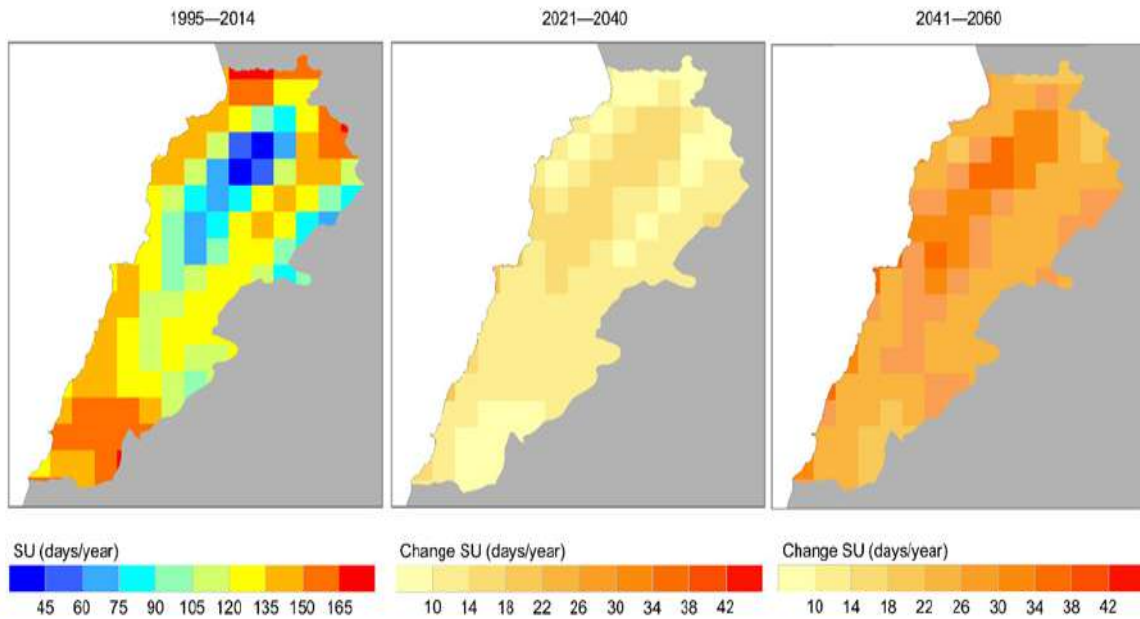 1995—2014
2021—2040
2041—2060
SU (days/year)
45 60 75 90 105 120 135 150 165
Change SU (days/year)
10 14 18 22 26 30 34 38 42
Change SU (days/year)
10 14 18 22 26 30 34 38 42